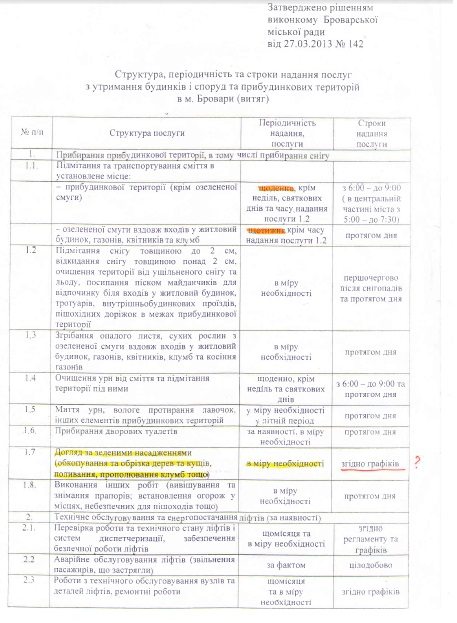 Затверджено рішенням
виконкому Броварської
міської ради
від 27.03.2013 № 142
Структура, періодичність та строки надання послуг
з утримання будинків і споруд та прибудинкових територій
в м. Бровари (витяг)
№ п/п
Структура послуги
Періодичність
надання,
послуги
Строки
надання
послуги
1. Прибирання прибудинкової території, в тому числі прибирання снігу
1.1. Підмітання та транспортування сміття в
установлене місце:
– прибудинкової території (крім озелененої
смуги)
щоденно, крім
неділь, святкових
днів та часу надання
послуги 1.2
з 6:00 – до 9:00
( в центральній
частині міста з
5:00 – до 7:30)
- озеленені смуги вздовж входів у житловий
будинок, газонів, квітників та клумб
щотижня, крім часу
надання послуги 1.2
протягом дня
1.2 Підмітання снігу товщиною до 2 см,
відкидання снігу товщиною понад 2 см,
очищення території від ущільненого снігу та
льоду, посипання піском майданчиків для
відпочинку біля входів у житловий будинок,
тротуарів, внутрішньобудинкових проїздів,
пішохідних доріжок в межах прибудинкової
території
в міру
необхідності
першочергово
після снігопадів
та протягом дня
1.3 Згрібання опалого листя, сухих рослин з
озелененої смуги вздовж входів у житловий
будинок, газонів, квітників, клумб та косіння
газонів
в міру
необхідності
протягом дня
1.4 Очищення урн від сміття та підмітання
території під ними
щоденно, крім
неділь та святкових
днів
з 6:00 – до 9:00 та
протягом дня
1.5 Миття урн, вологе протирання лавочок,
інших елементів прибудинкових територій
у міру необхідності
у літній період
протягом дня
1.6. Прибирання дворових туалетів
за наявності, в міру
необхідності
протягом дня
1.7 Догляд за зеленими насадженнями
(обкопування та обрізка дерев та кущів,
поливання, прополювання клумб тощо)
в міру необхідності
згідно графіків
?
1.8. Виконання інших робіт (вивішування та
знімання прапорів; встановлення огорож у
місцях, небезпечних для пішоходів тощо)
в міру
необхідності
протягом дня
2. Технічне обслуговування та енергопостачання ліфтів (за наявності)
2.1. Перевірка роботи та технічного стану ліфтів і
систем диспетчеризації, забезпечення
безпечної роботи ліфтів
щомісяця та
в міру необхідності
згідно
регламенту та
графіків
2.2 Аварійне обслуговування ліфтів (звільнення
пасажирів, що застрягли)
за фактом
цілодобово
2.3 Роботи з технічного обслуговування вузлів та
деталей ліфтів, ремонтні роботи
щомісяця
та в міру
необхідності
згідно графіків